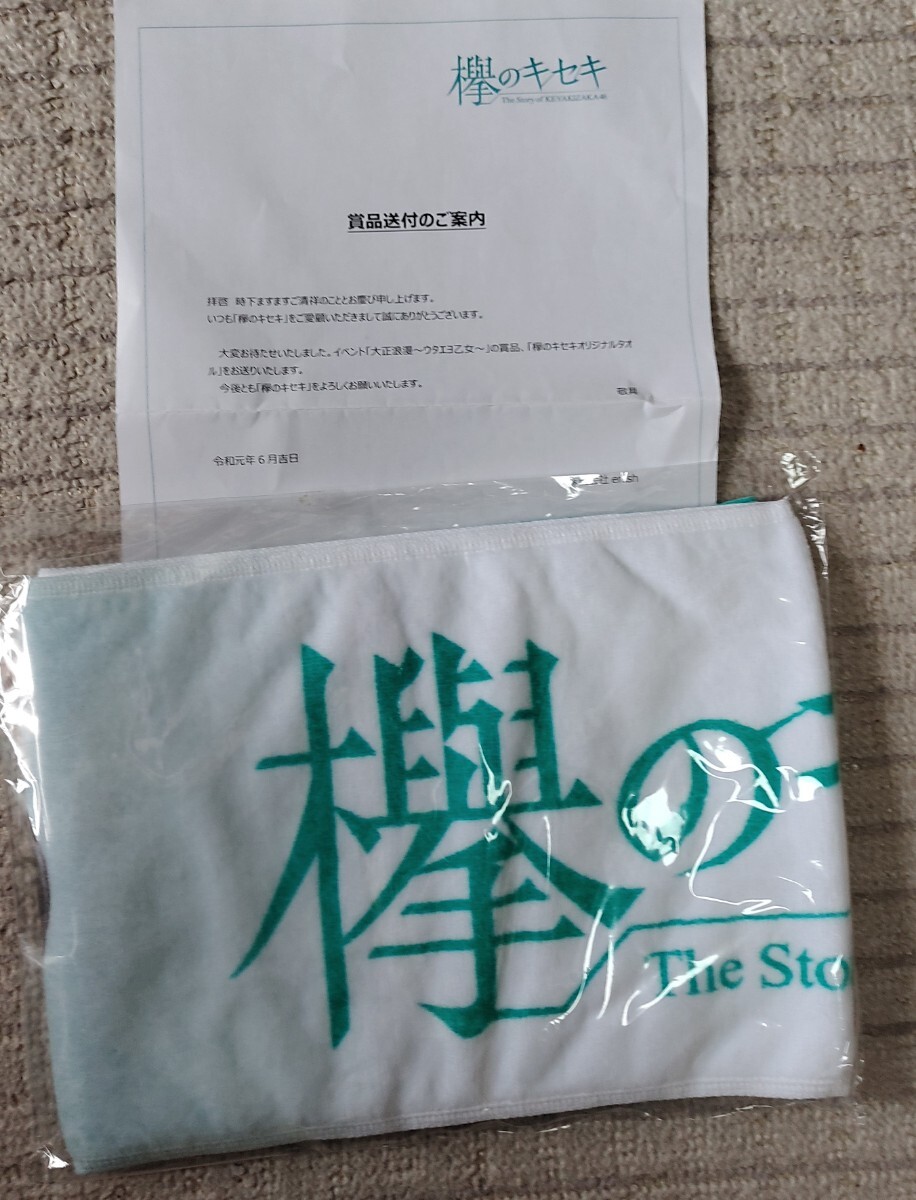 欅のキセキ
The Story of KEYAKIZAKA46
賞品送付のご案内
拝啓 時下ますますご清祥のこととお慶び申し上げます。
いつも「欅のキセキ」をご愛顧いただきまして誠にありがとうございます。
大変お待たせいたしました。イベント「大正浪漫～ウタエヨ乙女～」の賞品、「欅のキセキオリジナルタオ
ル」をお送りいたします。
今後とも「欅のキセキ」をよろしくお願いいたします。
敬具
令和元年6月吉日
欅の
The Sto